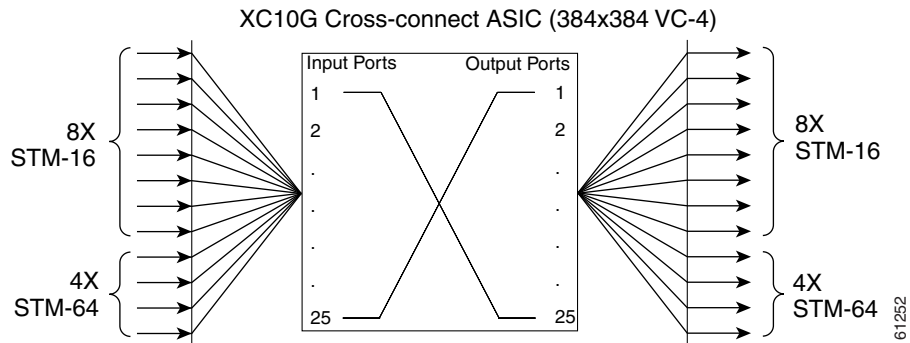 XC10G Cross-connect ASIC (384x384 VC-4)
Input Ports
Output Ports
1
1
2
2
.
.
.
.
.
.
.
.
25
25
8X
STM-16
8X
STM-16
4X
STM-64
4X
STM-64
61252